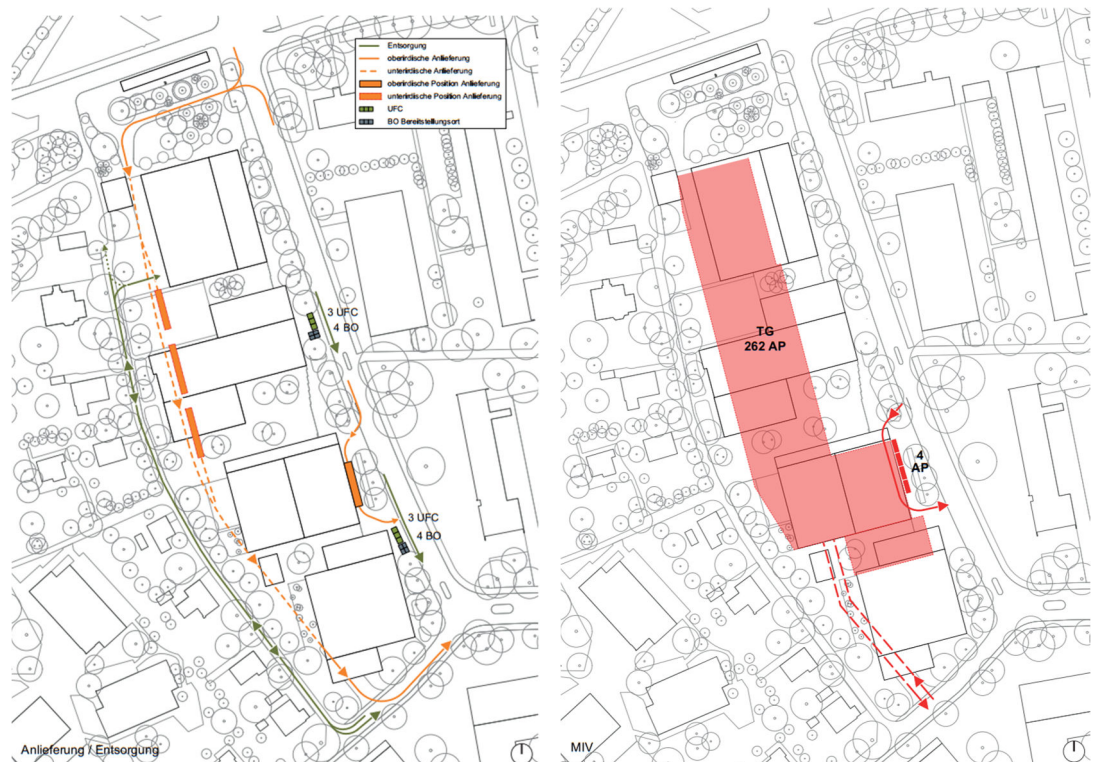 Entsorgung
oberirdische Anlieferung
unterirdische Anlieferung
oberirdische Position Anlieferung
unterirdische Position Anlieferung
UFC
BO Bereitstellungsort
3 UFC
4 BO
3 UFC
4 BO
Anlieferung / Entsorgung
TG
262 AP
4
AP
MIV